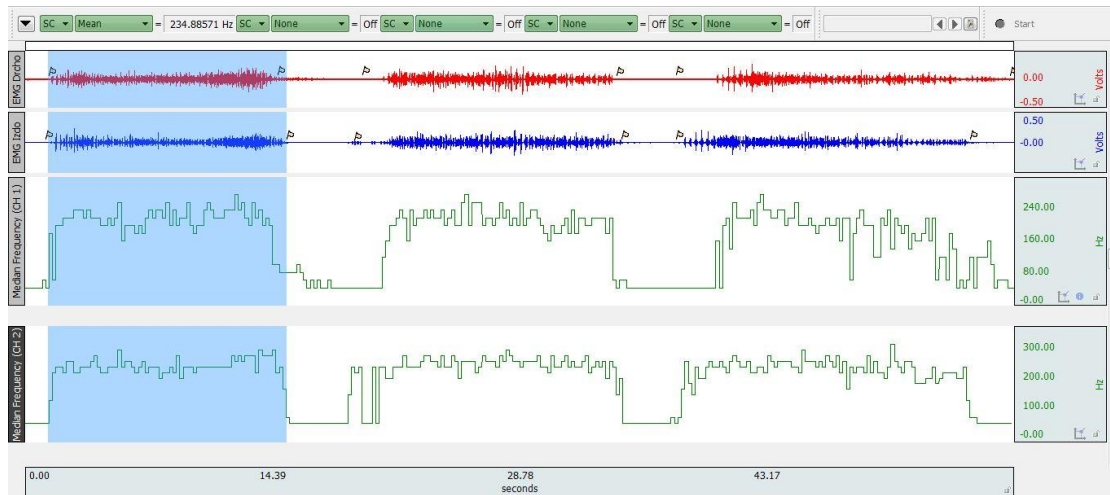 SC Mean = 234.88571 Hz SC None = Off SC None = Off SC None = Off SC None = Off Start
EMG Drcho
0.00
-0.50
Volts
EMG Izdo
0.50
-0.00
Volts
Median Frequency (CH 1)
240.00
160.00
80.00
-0.00
Hz
Median Frequency (CH 2)
300.00
200.00
100.00
-0.00
Hz
0.00 14.39 28.78 43.17
seconds